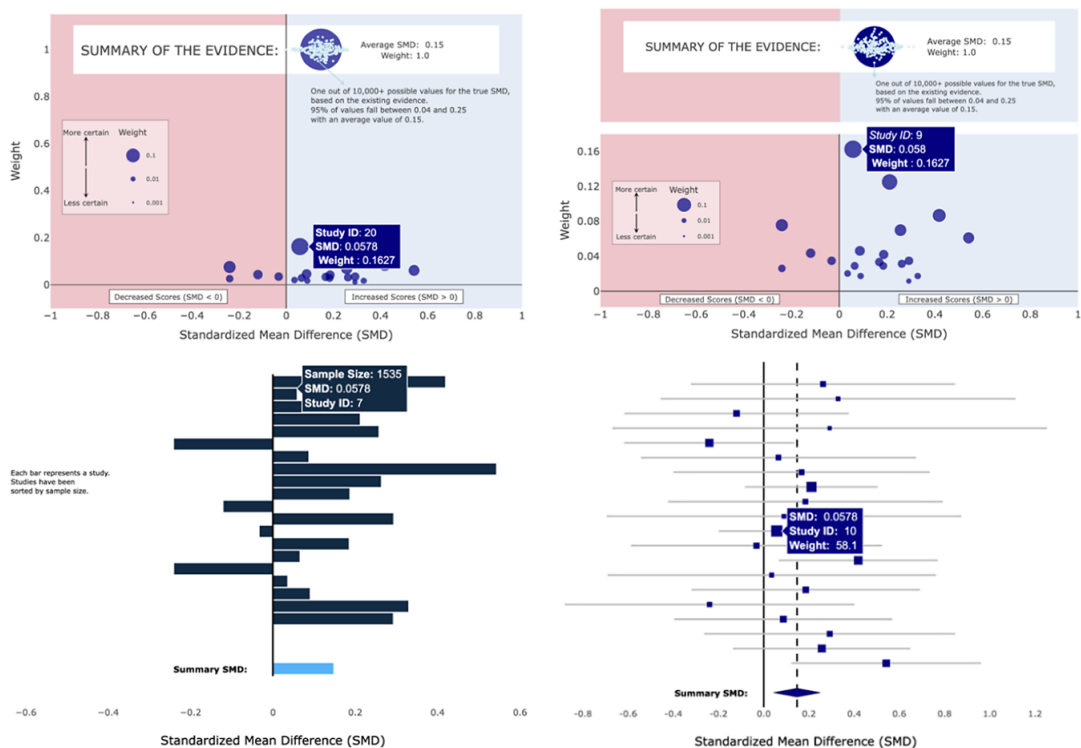 SUMMARY OF THE EVIDENCE:
Average SMD: 0.15
Weight: 1.0
One out of 10,000+ possible values for the true SMD,
based on the existing evidence.
95% of values fall between 0.04 and 0.25
with an average value of 0.15.
Weight
1
0.8
0.6
0.4
0.2
0
More certain
Less certain
Weight
0.1
0.01
0.001
Study ID: 20
SMD: 0.0578
Weight : 0.1627
Decreased Scores (SMD < 0)
Increased Scores (SMD > 0)
−1 −0.8 −0.6 −0.4 −0.2 0 0.2 0.4 0.6 0.8 1
Standardized Mean Difference (SMD)
SUMMARY OF THE EVIDENCE:
Average SMD: 0.15
Weight: 1.0
One out of 10,000+ possible values for the true SMD,
based on the existing evidence.
95% of values fall between 0.04 and 0.25
with an average value of 0.15.
Weight
0.16
0.12
0.08
0.04
0
Study ID: 9
SMD: 0.058
Weight : 0.1627
More certain
Less certain
Weight
0.1
0.01
0.001
Decreased Scores (SMD < 0)
Increased Scores (SMD > 0)
−1 −0.8 −0.6 −0.4 −0.2 0 0.2 0.4 0.6 0.8 1
Standardized Mean Difference (SMD)
Sample Size: 1535
SMD: 0.0578
Study ID: 7
Each bar represents a study.
Studies have been
sorted by sample size.
Summary SMD:
−0.6 −0.4 −0.2 0 0.2 0.4 0.6
Standardized Mean Difference (SMD)
SMD: 0.0578
Study ID: 10
Weight: 58.1
Summary SMD:
−0.8 −0.6 −0.4 −0.2 0.0 0.2 0.4 0.6 0.8 1.0 1.2
Standardized Mean Difference (SMD)